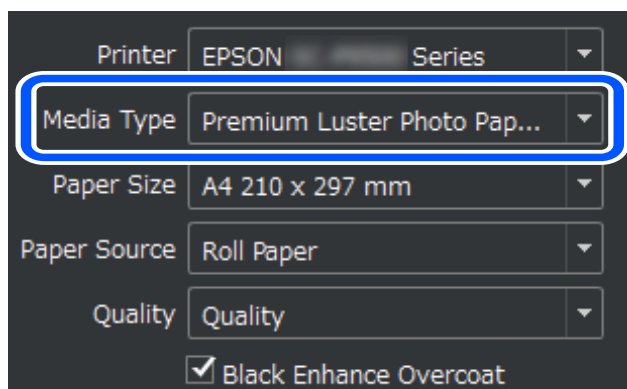 Printer EPSON Series
Media Type Premium Luster Photo Pap...
Paper Size A4 210 x 297 mm
Paper Source Roll Paper
Quality Quality
Black Enhance Overcoat